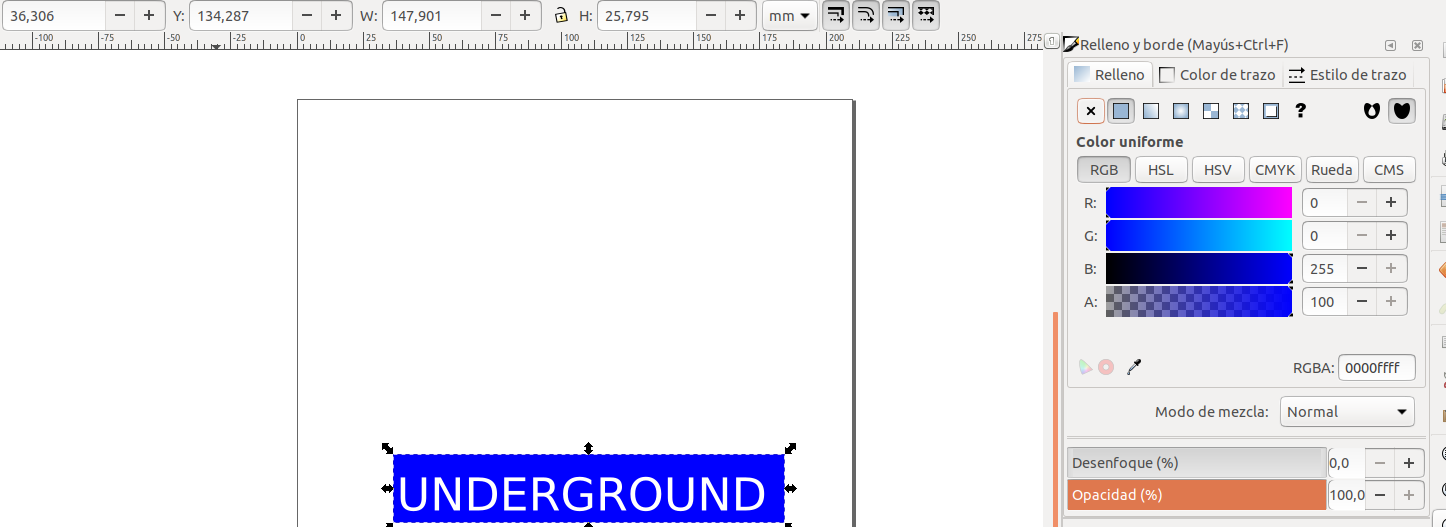 36,306 Y: 134,287 W: 147,901 H: 25,795 mm
-100 -75 -50 -25 0 25 50 75 100 125 150 175 200 225 250 275
Relleno y borde (Mayús+Ctrl+F)
Relleno Color de trazo Estilo de trazo
?
Color uniforme
RGB HSL HSV CMYK Rueda CMS
R: 0
G: 0
B: 255
A: 100
RGBA: 0000ffff
Modo de mezcla: Normal
Desenfoque (%) 0,0
Opacidad (%) 100,0
UNDERGROUND